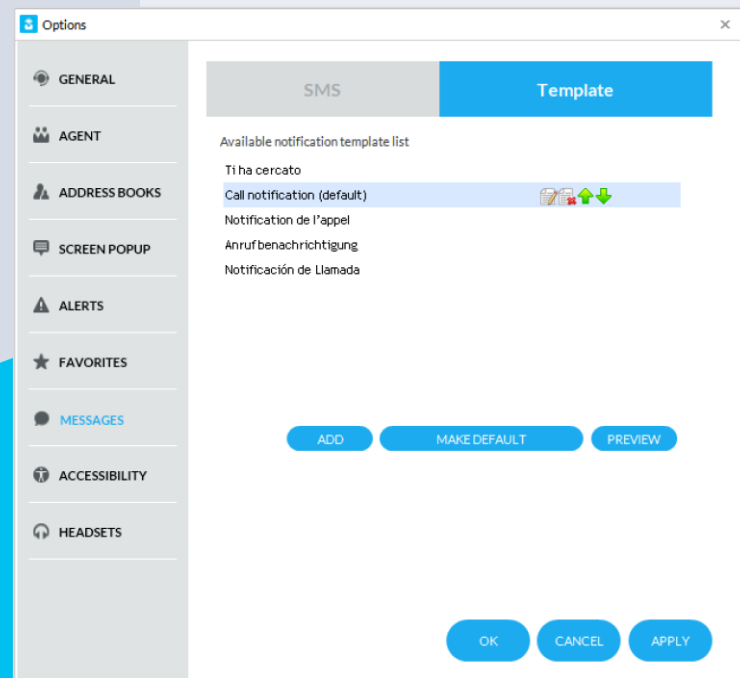 Options
GENERAL
AGENT
ADDRESS BOOKS
SCREEN POPUP
ALERTS
FAVORITES
MESSAGES
ACCESSIBILITY
HEADSETS
SMS
Template
Available notification template list
Ti ha cercato
Call notification (default)
Notification de l'appel
Anrufbenachrichtigung
Notificación de Llamada
ADD
MAKE DEFAULT
PREVIEW
OK
CANCEL
APPLY